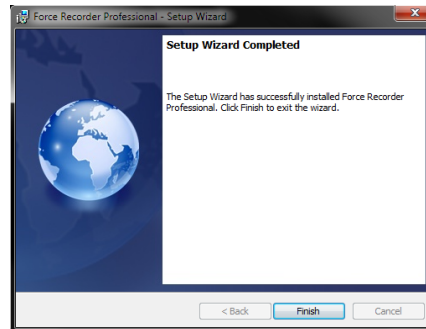 Force Recorder Professional - Setup Wizard
Setup Wizard Completed
The Setup Wizard has successfully installed Force Recorder
Professional. Click Finish to exit the wizard.
< Back
Finish
Cancel